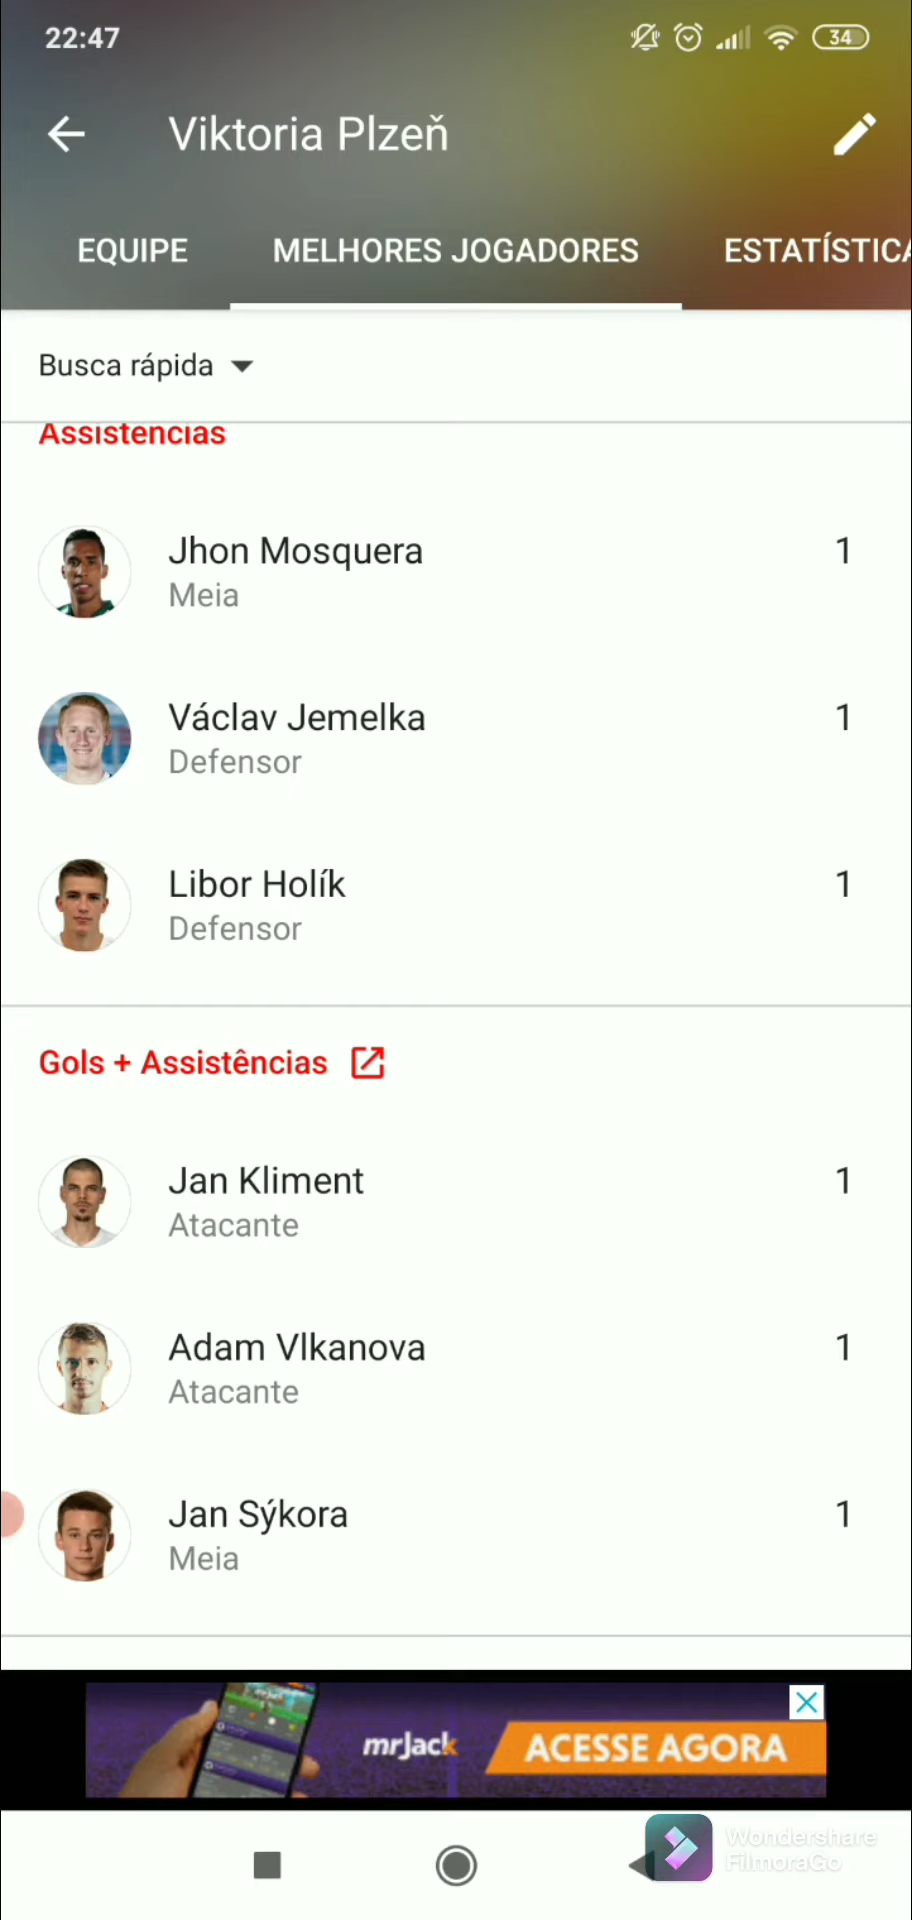 22:47
34
Viktoria Plzeň
EQUIPE MELHORES JOGADORES ESTATÍSTICA
Busca rápida
Assistências
Jhon Mosquera 1
Meia
Václav Jemelka 1
Defensor
Libor Holík 1
Defensor
Gols + Assistências
Jan Kliment 1
Atacante
Adam Vlkanova 1
Atacante
Jan Sýkora 1
Meia
mrJack
ACESSE AGORA
Wondershare
FilmoraGo